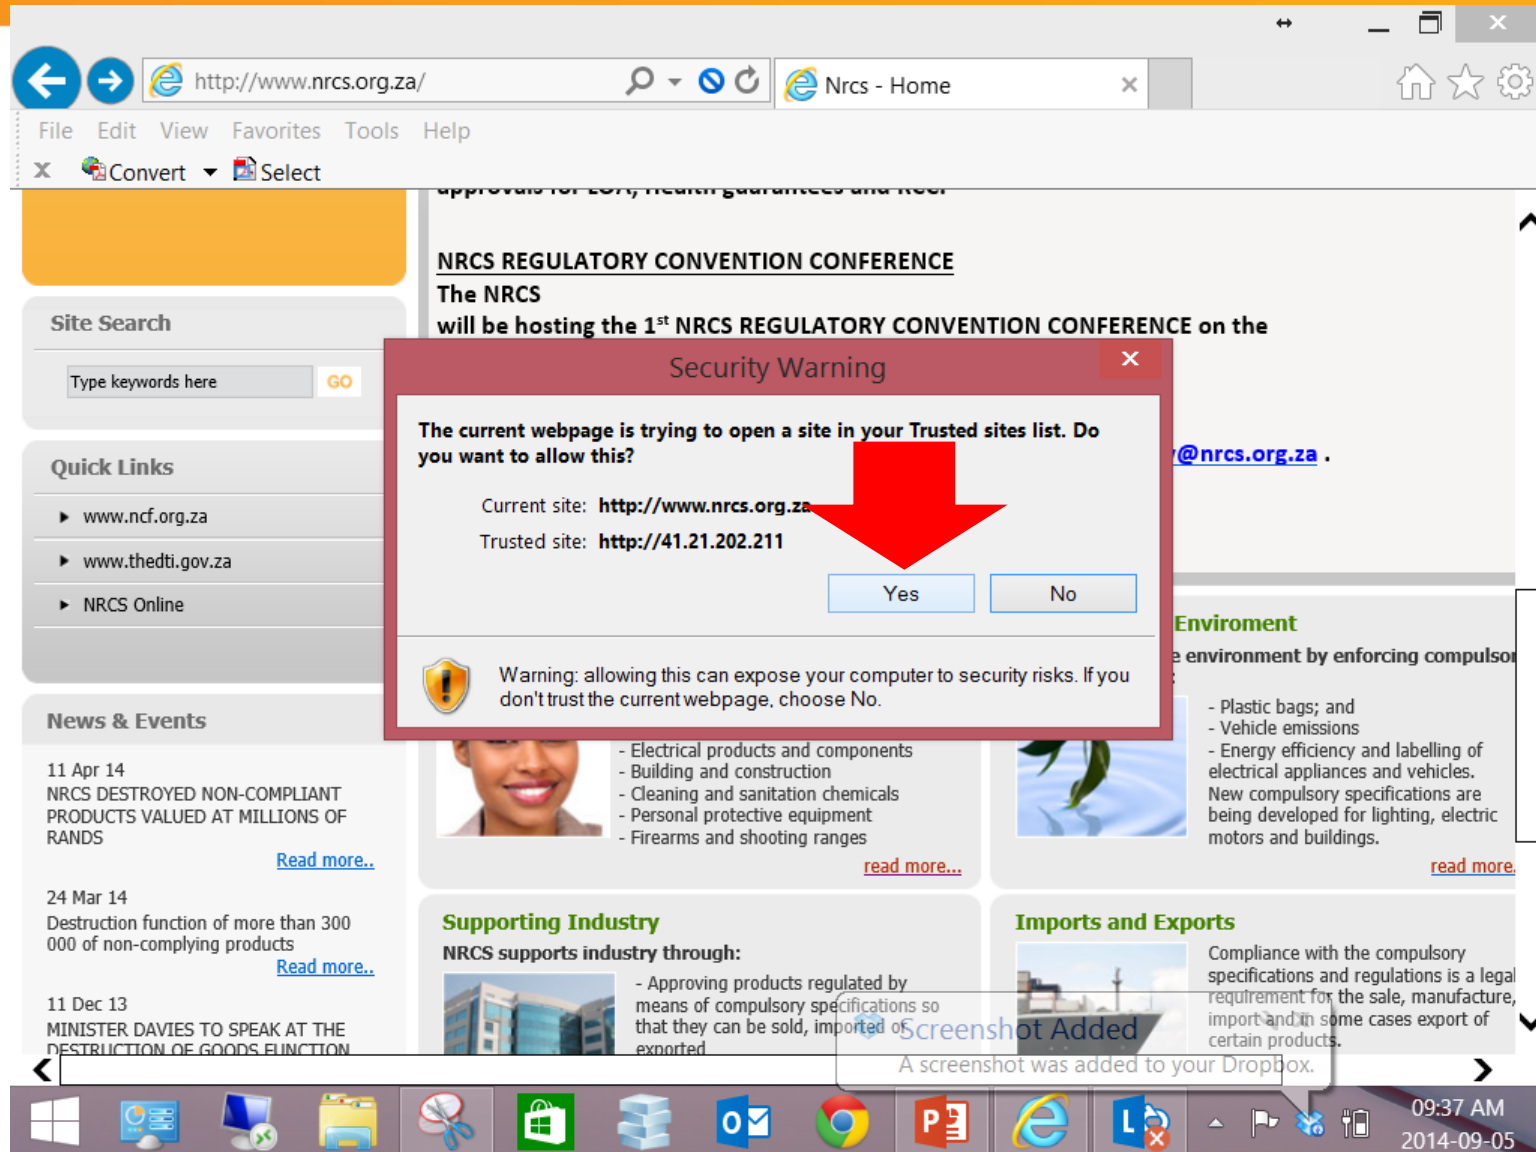 http://www.nrcs.org.za/
Nrcs - Home
File Edit View Favorites Tools Help
x Convert Select
approvals for LOA, Health guarantees and RCC.
NRCS REGULATORY CONVENTION CONFERENCE
The NRCS
will be hosting the 1st NRCS REGULATORY CONVENTION CONFERENCE on the
@nrcs.org.za .
Site Search
Type keywords here GO
Quick Links
www.ncf.org.za
www.thedti.gov.za
NRCS Online
Security Warning
The current webpage is trying to open a site in your Trusted sites list. Do
you want to allow this?
Current site: http://www.nrcs.org.za
Trusted site: http://41.21.202.211
Yes No
Warning: allowing this can expose your computer to security risks. If you
don't trust the current webpage, choose No.
News & Events
11 Apr 14
NRCS DESTROYED NON-COMPLIANT
PRODUCTS VALUED AT MILLIONS OF
RANDS
Read more..
24 Mar 14
Destruction function of more than 300
000 of non-complying products
Read more..
11 Dec 13
MINISTER DAVIES TO SPEAK AT THE
DESTRUCTION OF GOODS FUNCTION
- Electrical products and components
- Building and construction
- Cleaning and sanitation chemicals
- Personal protective equipment
- Firearms and shooting ranges
read more...
Enviroment
e environment by enforcing compulsor
:
- Plastic bags; and
- Vehicle emissions
- Energy efficiency and labelling of
electrical appliances and vehicles.
New compulsory specifications are
being developed for lighting, electric
motors and buildings.
read more.
Supporting Industry
NRCS supports industry through:
- Approving products regulated by
means of compulsory specifications so
that they can be sold, imported or
exported
Imports and Exports
Compliance with the compulsory
specifications and regulations is a legal
requirement for the sale, manufacture,
import and in some cases export of
certain products.
Screenshot Added
A screenshot was added to your Dropbox.
09:37 AM
2014-09-05